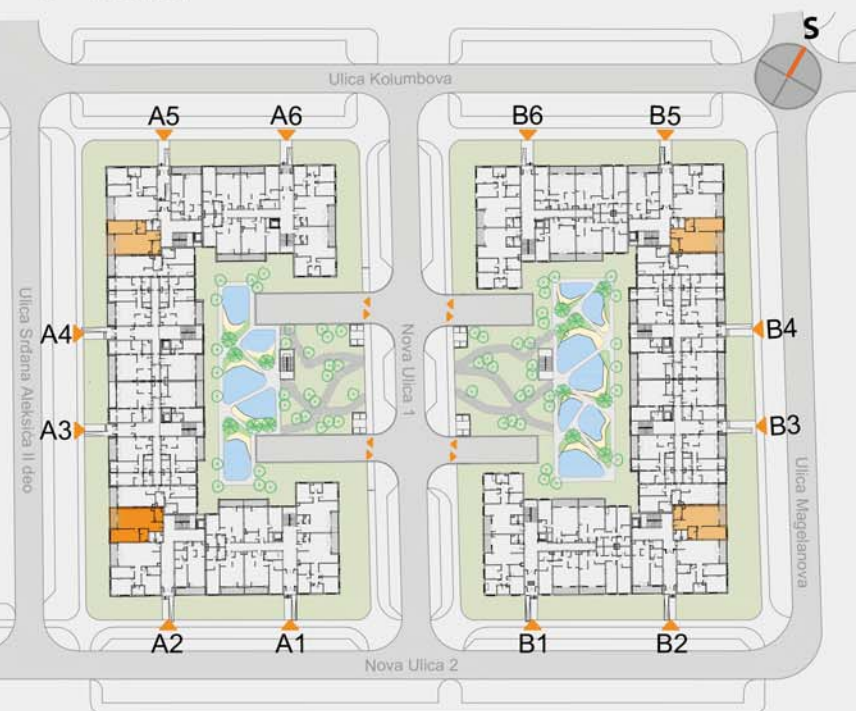 S
Ulica Kolumbova
A5
A6
B6
B5
A4
B4
A3
B3
Ulica Srđana Aleksića II deo
Nova Ulica 1
Ulica Magelanova
A2
A1
B1
B2
Nova Ulica 2